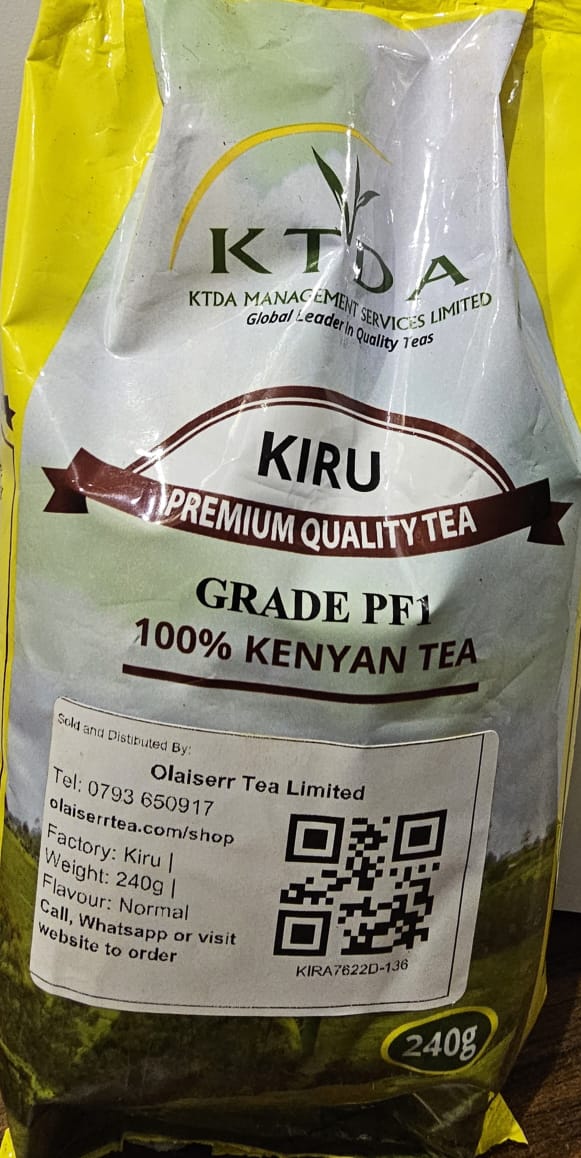 KTDA
KTDA MANAGEMENT SERVICES LIMITED
Global Leader In Quality Teas
KIRU
PREMIUM QUALITY TEA
GRADE PF1
100% KENYAN TEA
Sold and Distibuted By:
Olaiserr Tea Limited
Tel: 0793 650917
olaiserrtea.com/shop
Factory: Kiru |
Weight: 240g |
Flavour: Normal
Call, Whatsapp or visit
website to order
KIRA7622D-136
240g